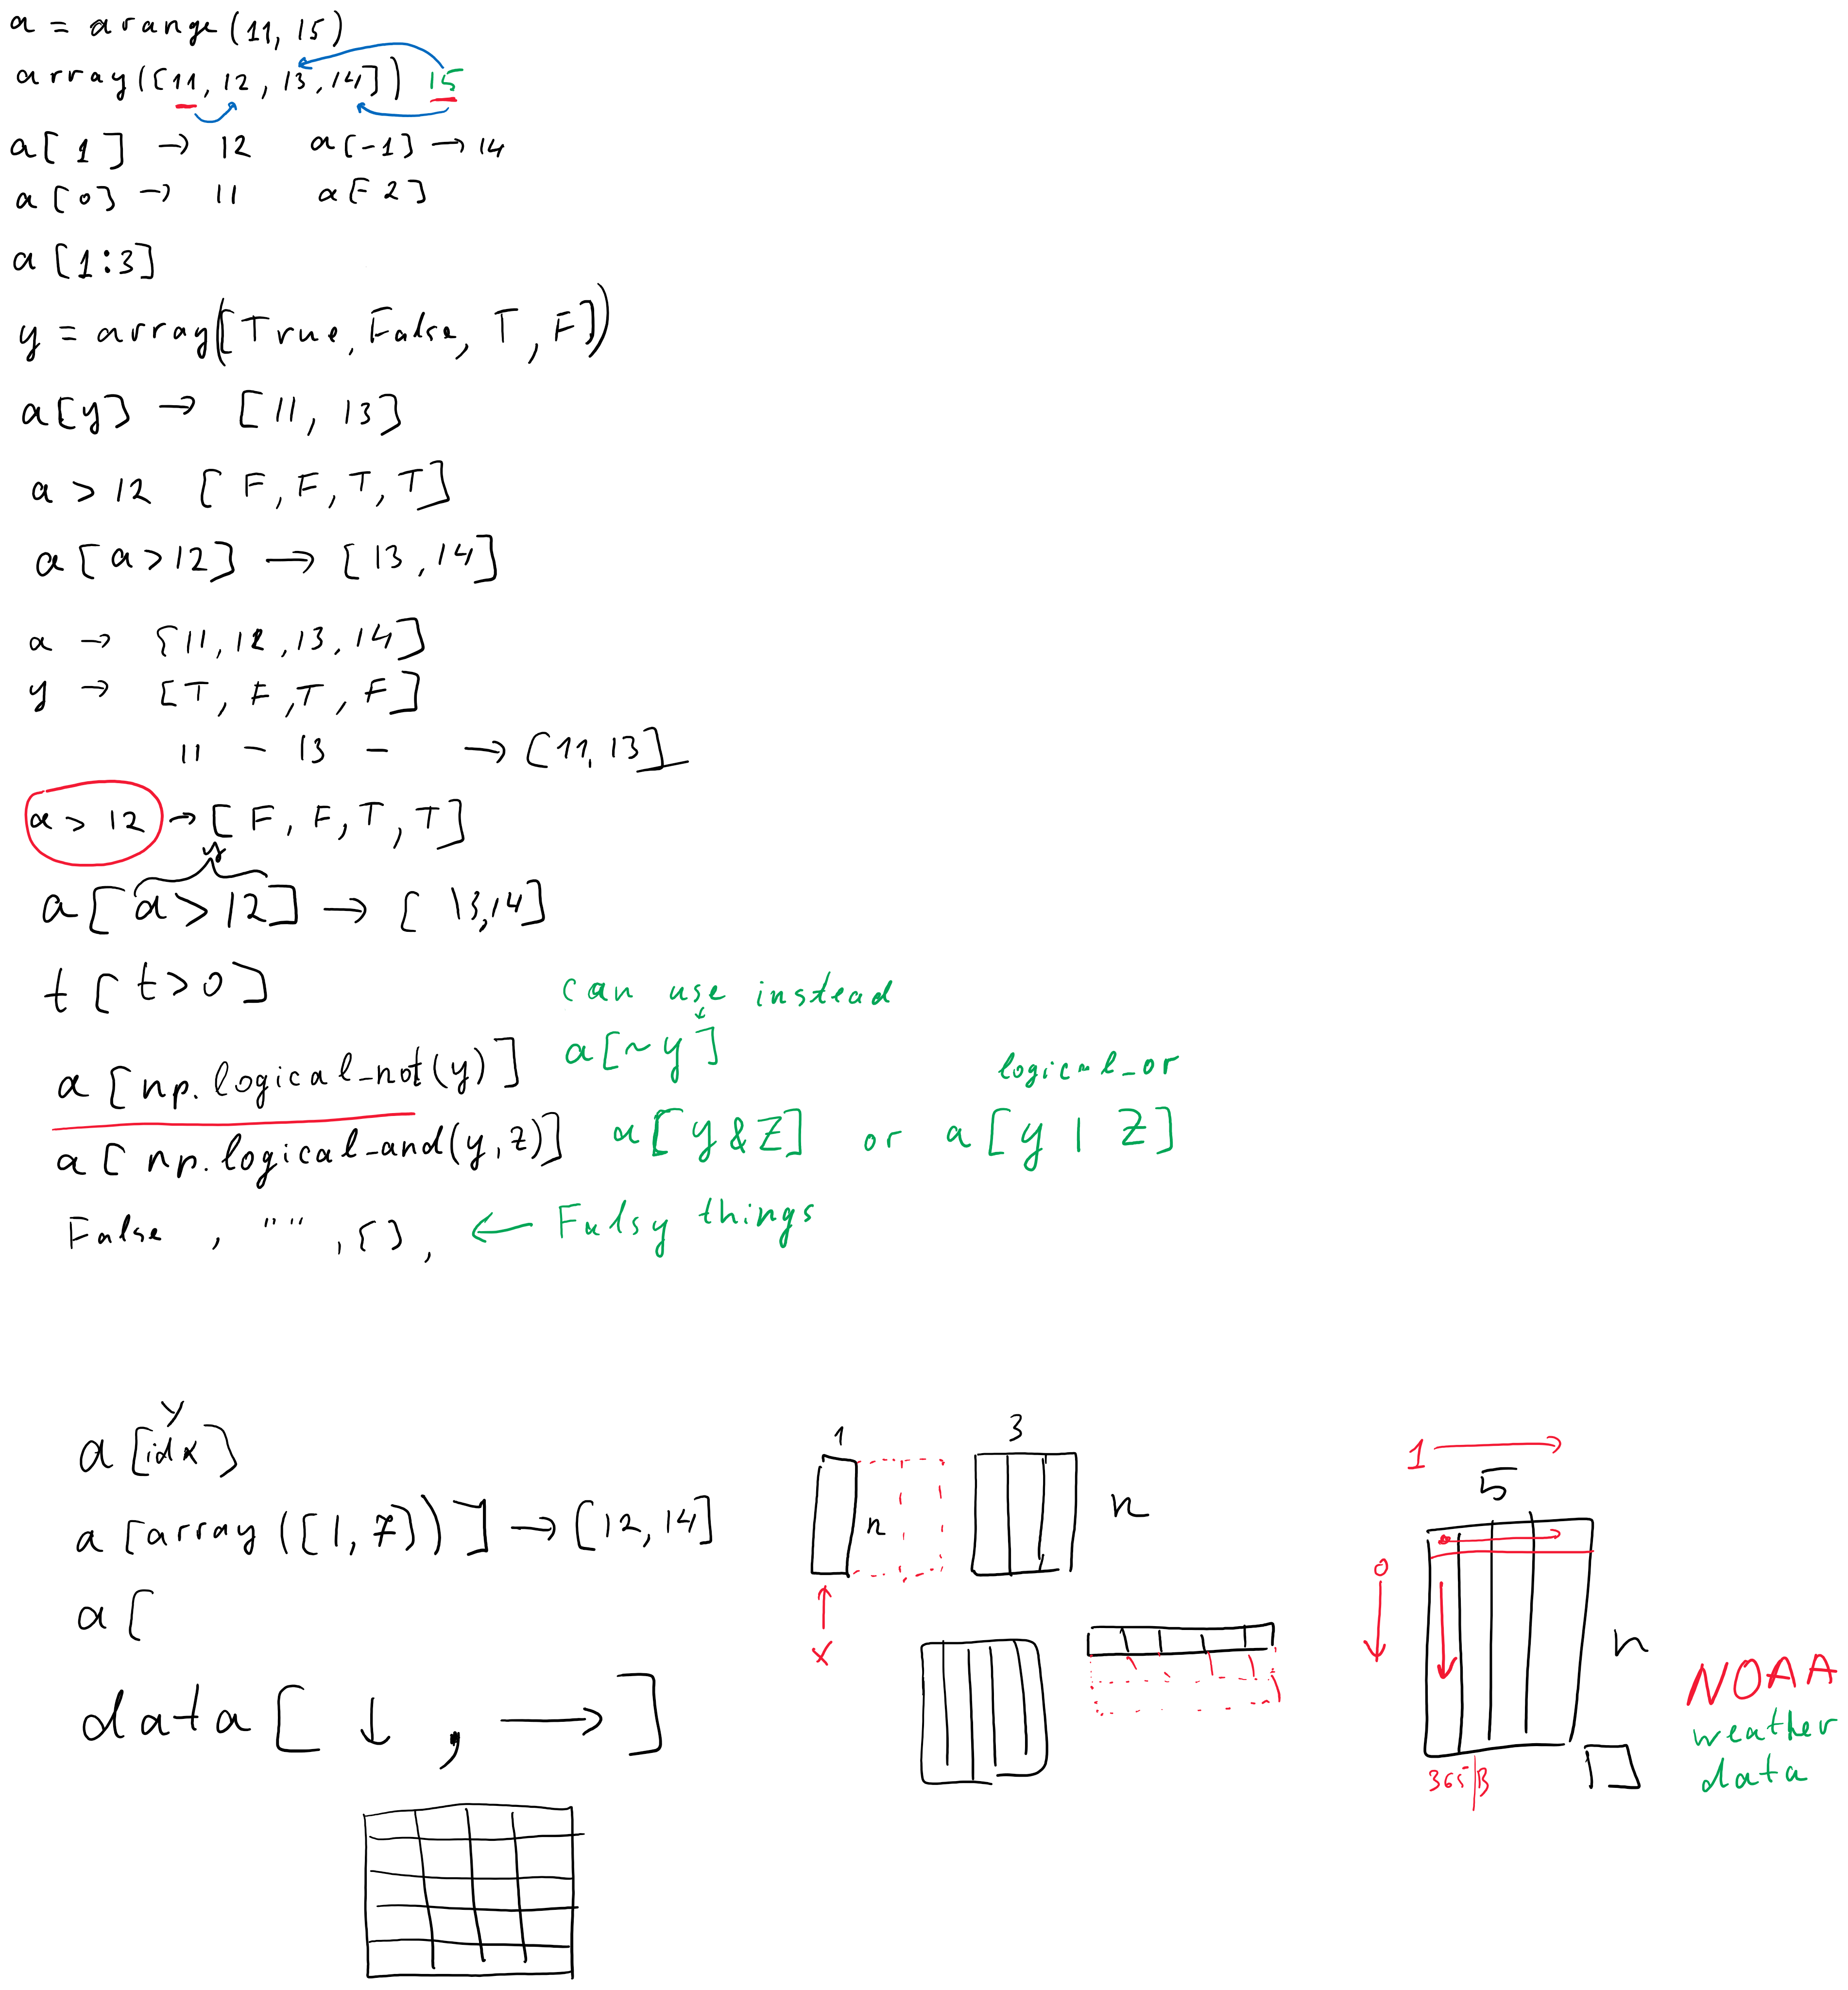 a = arange(11, 15)
array([11, 12, 13, 14]) 15
a[1] → 12 a[-1] → 14
a[0] → 11 a[-2]
a[1:3]
y = array([True, False, T, F])
a[y] → [11, 13]
a > 12 [F, F, T, T]
a[a>12] → [13, 14]
a → [11, 12, 13, 14]
y → [T, F, T, F]
11 - 13 - → [11, 13]
a > 12 → [F, F, T, T]
y
a[a>12] → [13,14]
t[t>0]
can use instead
a[np.logical_not(y)] a[~y]
logical_or
a[np.logical_and(y, z)] a[y & Z] or a[y | Z]
False, "", [], ← Falsy things
y
a[idx]
a[array([1, 7])] → [12, 14]
a[
data[↓, →]
1
n
x
3
n
1 →
5
0
n
365 | B
NOAA
weather
data